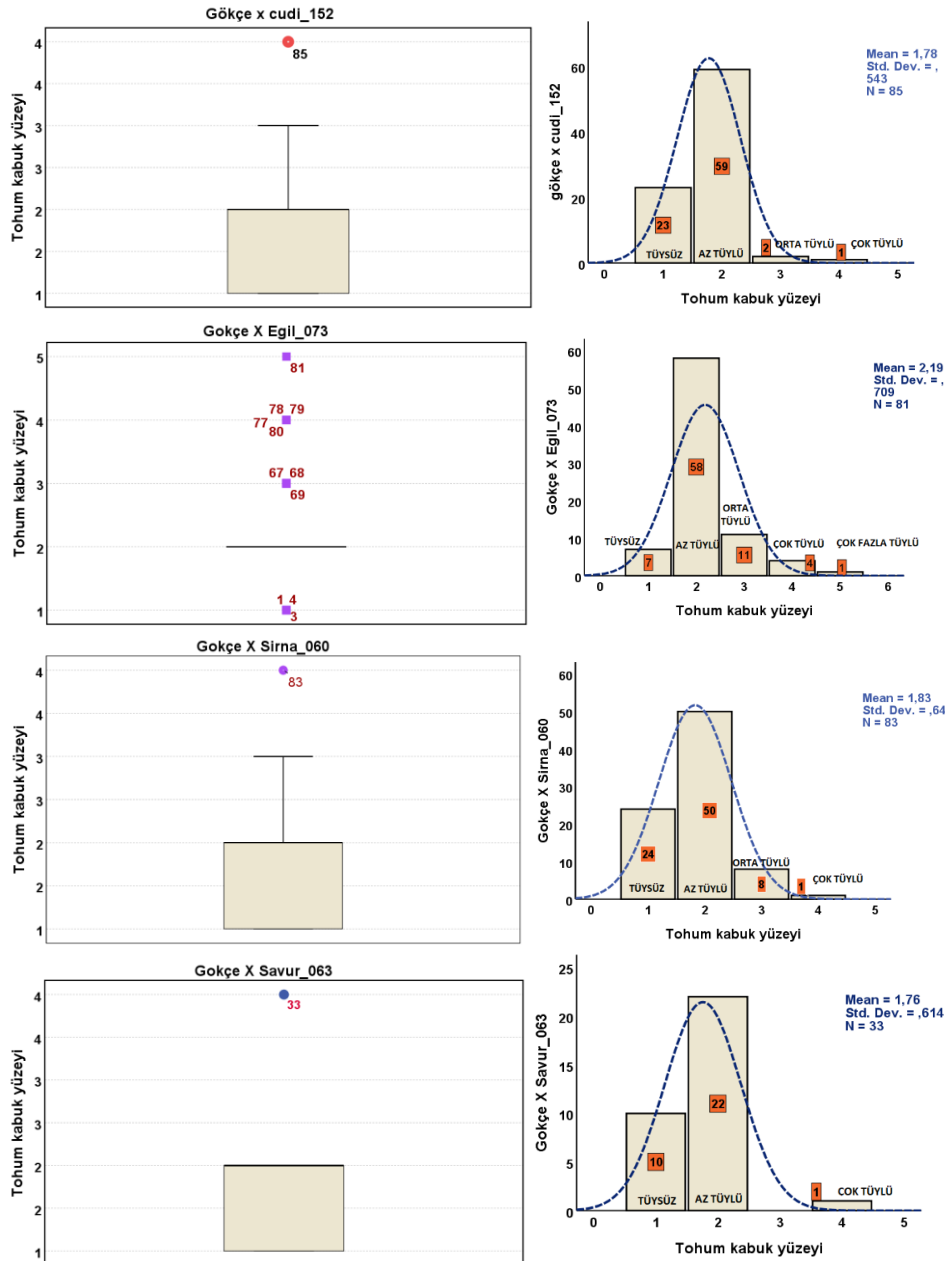 Gökçe x cudi_152
Tohum kabuk yüzeyi
4
4
3
3
2
2
1
85
gökçe x cudi_152
60
40
20
0
23
59
2
1
TÜYSÜZ
AZ TÜYLÜ
ORTA TÜYLÜ
ÇOK TÜYLÜ
0 1 2 3 4 5
Tohum kabuk yüzeyi
Mean = 1,78
Std. Dev. = ,
543
N = 85
Gokçe X Egil_073
Tohum kabuk yüzeyi
5
4
3
2
1
81
78 79
77
80
67 68
69
1 4
3
Gokçe X Egil_073
60
50
40
30
20
10
0
TÜYSÜZ
AZ TÜYLÜ
ORTA
TÜYLÜ
ÇOK TÜYLÜ
ÇOK FAZLA TÜYLÜ
7
58
11
4
1
0 1 2 3 4 5 6
Tohum kabuk yüzeyi
Mean = 2,19
Std. Dev. = ,
709
N = 81
Gokçe X Sirna_060
Tohum kabuk yüzeyi
4
4
3
3
2
2
1
83
Gokçe X Sirna_060
60
50
40
30
20
10
0
24
50
8
1
TÜYSÜZ
AZ TÜYLÜ
ORTA TÜYLÜ
ÇOK TÜYLÜ
0 1 2 3 4 5
Tohum kabuk yüzeyi
Mean = 1,83
Std. Dev. = ,64
N = 83
Gokçe X Savur_063
Tohum kabuk yüzeyi
4
4
3
3
2
2
1
33
Gokçe X Savur_063
25
20
15
10
5
0
10
22
1
TÜYSÜZ
AZ TÜYLÜ
COK TÜYLÜ
0 1 2 3 4 5
Tohum kabuk yüzeyi
Mean = 1,76
Std. Dev. = ,614
N = 33